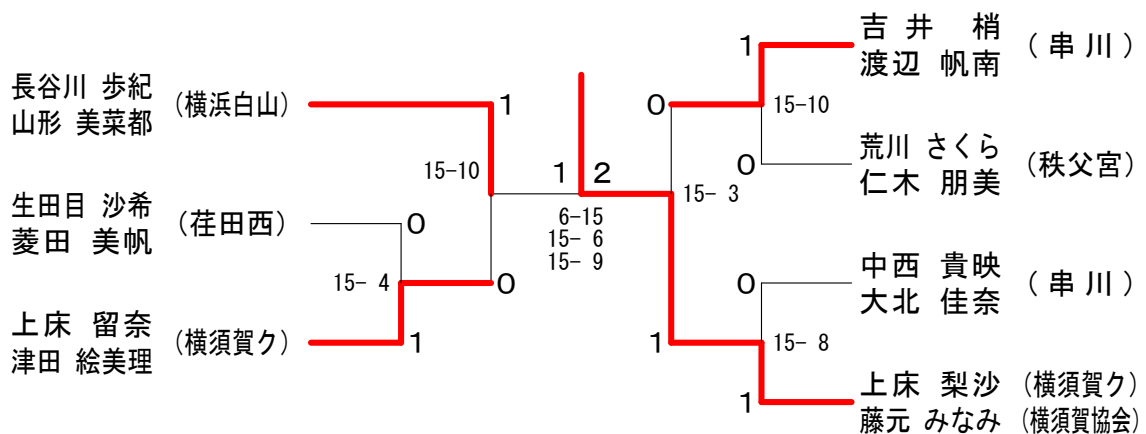 長谷川 歩紀
山形 美菜都
(横浜白山)
1
15-10
生田目 沙希
菱田 美帆
(荏田西)
0
15- 4
0
上床 留奈
津田 絵美理
(横須賀ク)
1
1 2
6-15
15- 6
15- 9
吉井 梢
渡辺 帆南
(串川)
1
0
15-10
荒川 さくら
仁木 朋美
(秩父宮)
0
15- 3
中西 貴映
大北 佳奈
(串川)
0
1
15- 8
上床 梨沙 (横須賀ク)
藤元 みなみ (横須賀協会)
1